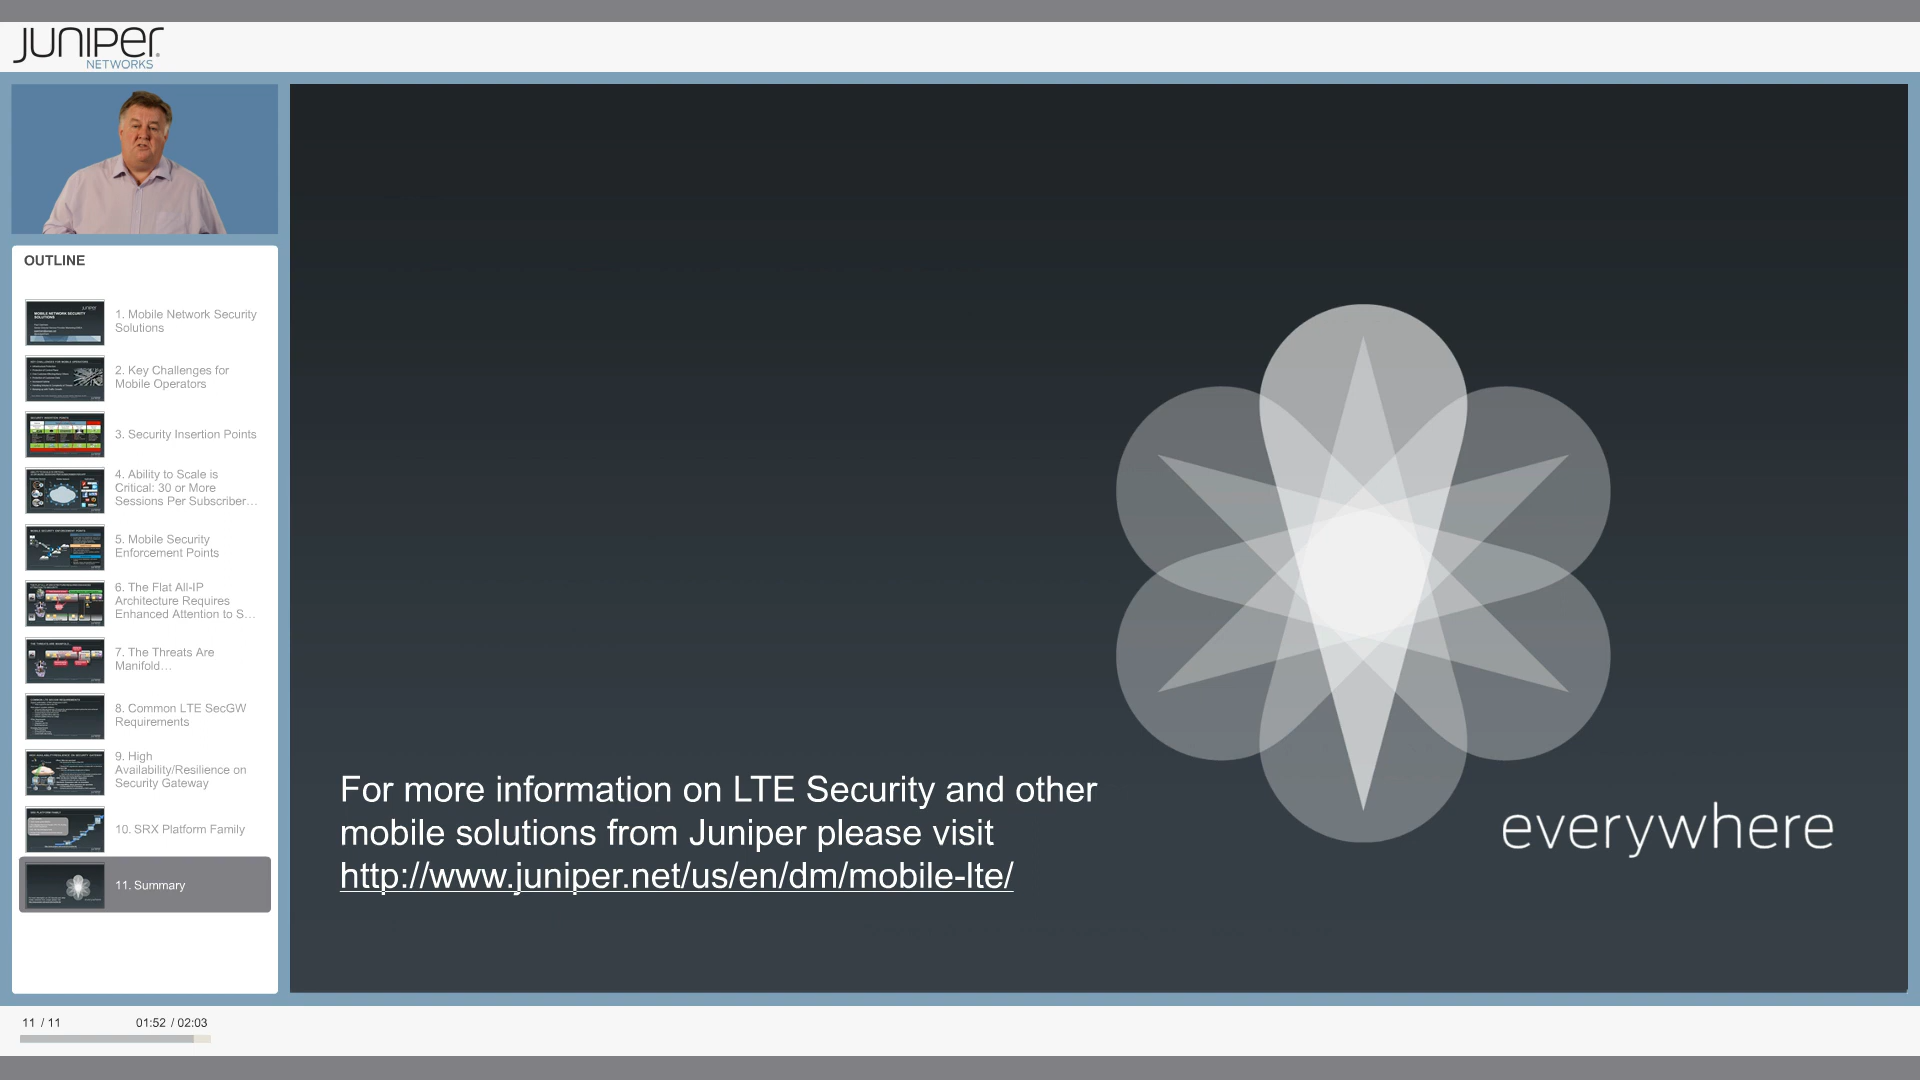 JUNIPER
NETWORKS
OUTLINE
1. Mobile Network Security
Solutions
2. Key Challenges for
Mobile Operators
3. Security Insertion Points
4. Ability to Scale is
Critical: 30 or More
Sessions Per Subscriber…
5. Mobile Security
Enforcement Points
6. The Flat All-IP
Architecture Requires
Enhanced Attention to S…
7. The Threats Are
Manifold…
8. Common LTE SecGW
Requirements
9. High
Availability/Resilience on
Security Gateway
10. SRX Platform Family
11. Summary
For more information on LTE Security and other
mobile solutions from Juniper please visit
http://www.juniper.net/us/en/dm/mobile-lte/
everywhere
11 / 11 01:52 / 02:03